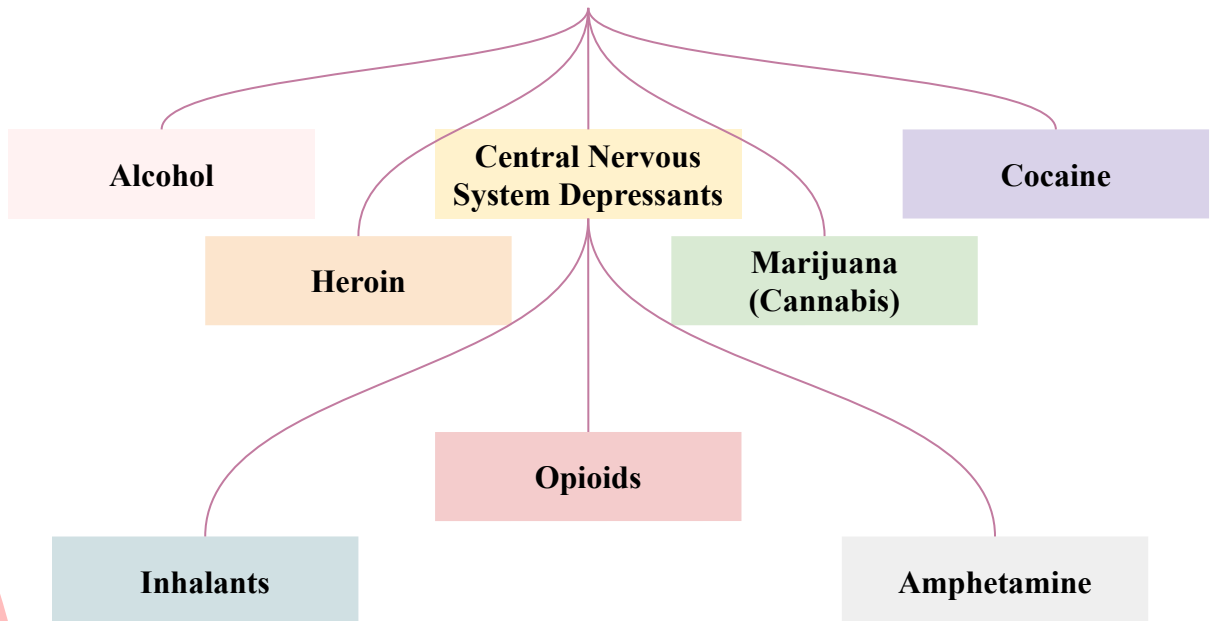 Alcohol
Central Nervous
System Depressants
Cocaine
Heroin
Marijuana
(Cannabis)
Opioids
Inhalants
Amphetamine